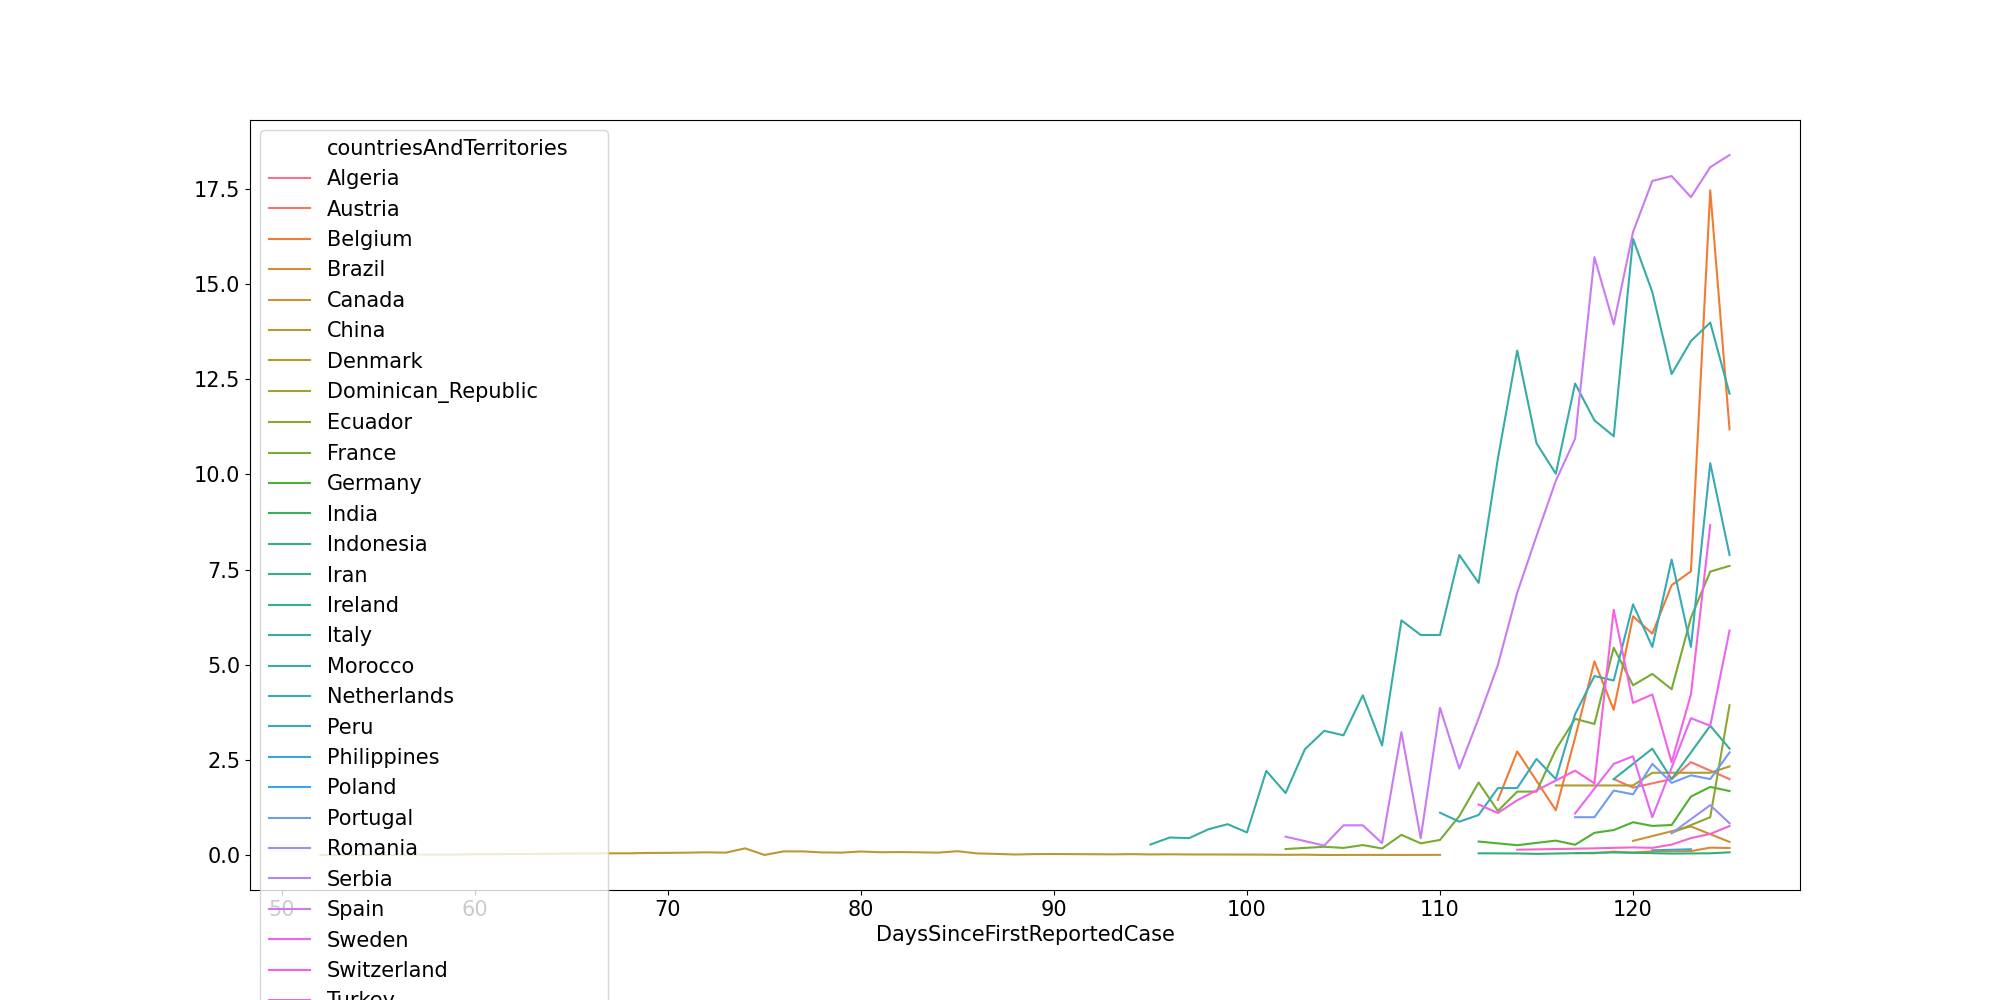 countriesAndTerritories
Algeria
Austria
Belgium
Brazil
Canada
China
Denmark
Dominican_Republic
Ecuador
France
Germany
India
Indonesia
Iran
Ireland
Italy
Morocco
Netherlands
Peru
Philippines
Poland
Portugal
Romania
Serbia
Spain
Sweden
Switzerland
Turkey
17.5
15.0
12.5
10.0
7.5
5.0
2.5
0.0
50 60 70 80 90 100 110 120
DaysSinceFirstReportedCase